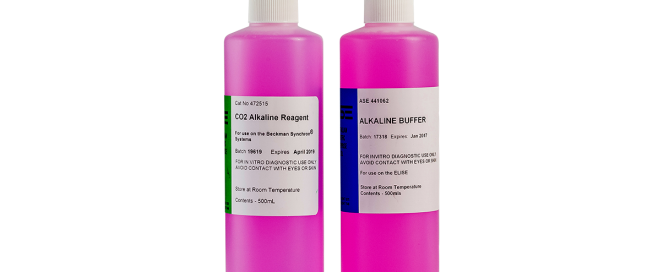 Cat No 472515
CO2 Alkaline Reagent
For use on the Beckman Synchron®
Systems
Batch 19619 Expires April 2019
FOR IN VITRO DIAGNOSTIC USE ONLY
AVOID CONTACT WITH EYES OR SKIN
Store at Room Temperature
Contents - 500mL
ASE 441062
ALKALINE BUFFER
Batch 17318 Expires Jan 2017
FOR INVITRO DIAGNOSTIC USE ONLY
AVOID CONTACT WITH EYES OR SKIN
For use on the ELISE
Store at Room Temperature
Contents - 500mls